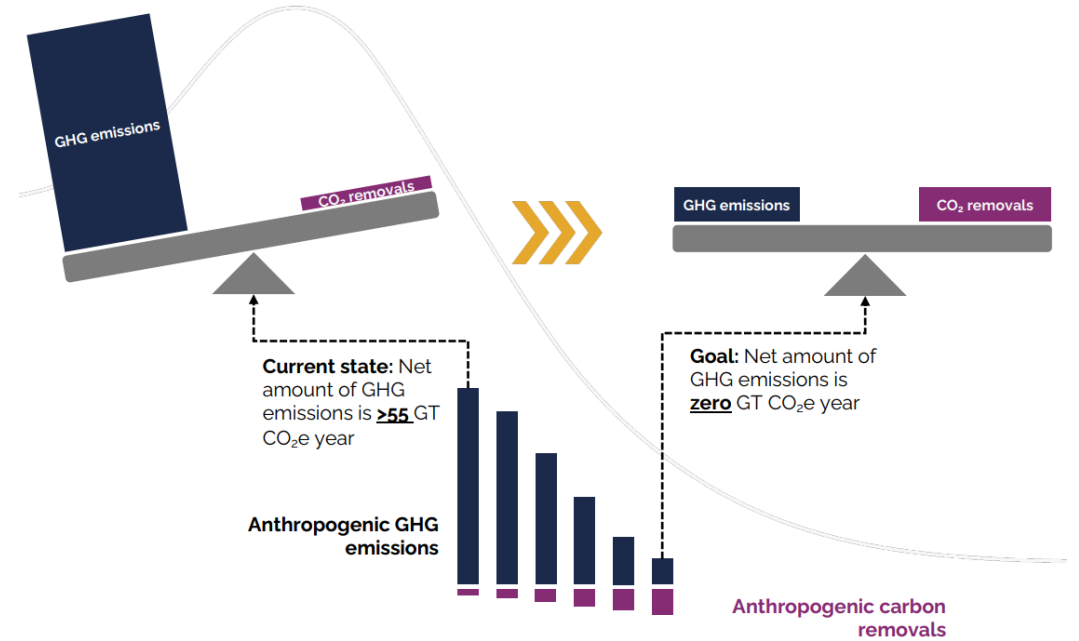 GHG emissions
CO₂ removals
GHG emissions
CO₂ removals
Current state: Net
amount of GHG
emissions is >55 GT
CO₂e year
Goal: Net amount of
GHG emissions is
zero GT CO₂e year
Anthropogenic GHG
emissions
Anthropogenic carbon
removals